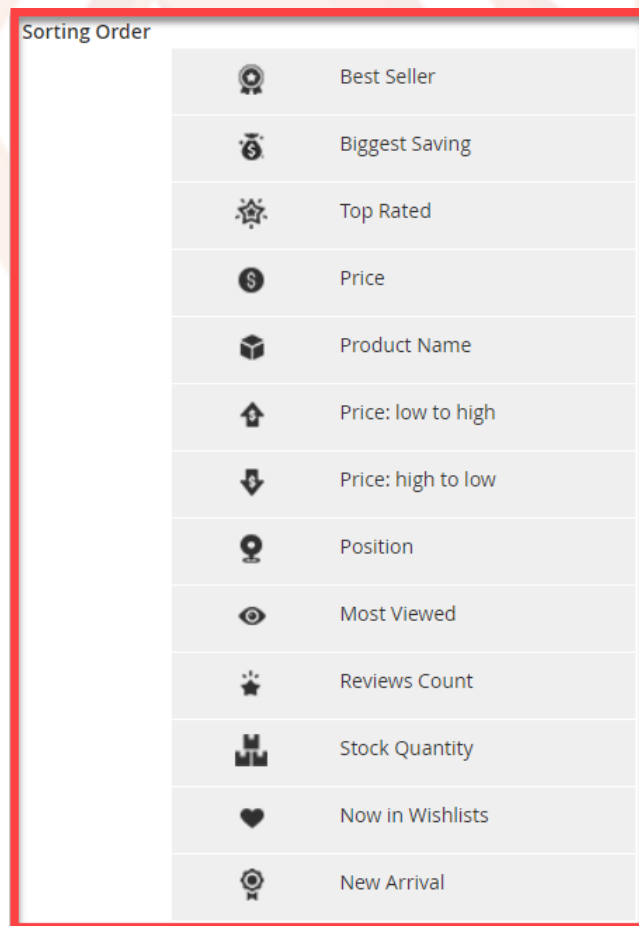 Sorting Order
Best Seller
Biggest Saving
Top Rated
Price
Product Name
Price: low to high
Price: high to low
Position
Most Viewed
Reviews Count
Stock Quantity
Now in Wishlists
New Arrival